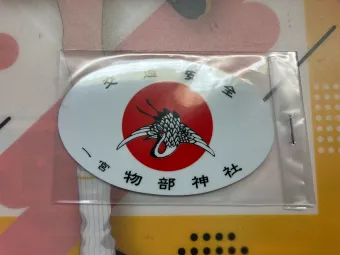 交通安全
一宮 物部神社